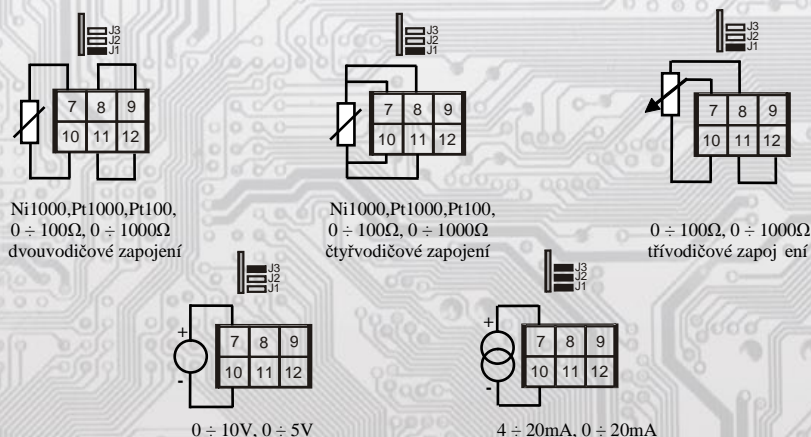 J3
J2
J1
7 8 9
10 11 12
Ni1000,Pt1000,Pt100,
0 ÷ 100Ω, 0 ÷ 1000Ω
dvouvodičové zapojení
J3
J2
J1
7 8 9
10 11 12
Ni1000,Pt1000,Pt100,
0 ÷ 100Ω, 0 ÷ 1000Ω
čtyřvodičové zapojení
J3
J2
J1
7 8 9
10 11 12
0 ÷ 100Ω, 0 ÷ 1000Ω
třívodičové zapoj ení
J3
J2
J1
+
7 8 9
10 11 12
-
0 ÷ 10V, 0 ÷ 5V
J3
J2
J1
+
7 8 9
10 11 12
-
4 ÷ 20mA, 0 ÷ 20mA